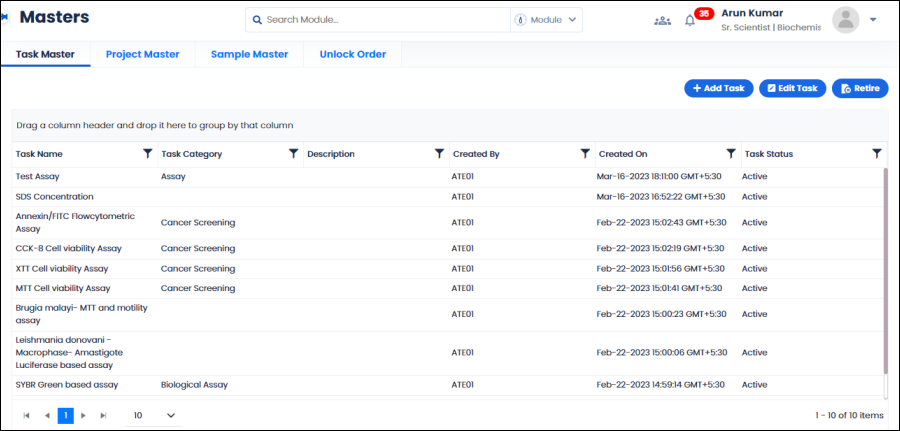 Masters
Search Module...
Module
35
Arun Kumar
Sr. Scientist | Biochemis
Task Master Project Master Sample Master Unlock Order
+ Add Task Edit Task Retire
Drag a column header and drop it here to group by that column
Task Name Task Category Description Created By Created On Task Status
Test Assay Assay ATE01 Mar-16-2023 18:11:00 GMT+5:30 Active
SDS Concentration ATE01 Mar-16-2023 16:52:22 GMT+5:30 Active
Annexin/FITC Flowcytometric
Assay Cancer Screening ATE01 Feb-22-2023 15:02:43 GMT+5:30 Active
CCK-8 Cell viability Assay Cancer Screening ATE01 Feb-22-2023 15:02:19 GMT+5:30 Active
XTT Cell viability Assay Cancer Screening ATE01 Feb-22-2023 15:01:56 GMT+5:30 Active
MTT Cell viability Assay Cancer Screening ATE01 Feb-22-2023 15:01:41 GMT+5:30 Active
Brugia malayi- MTT and motility
assay ATE01 Feb-22-2023 15:00:23 GMT+5:30 Active
Leishmania donovani -
Macrophase- Amastigote
Luciferase based assay ATE01 Feb-22-2023 15:00:06 GMT+5:30 Active
SYBR Green based assay Biological Assay ATE01 Feb-22-2023 14:59:14 GMT+5:30 Active
1 10 1 - 10 of 10 items